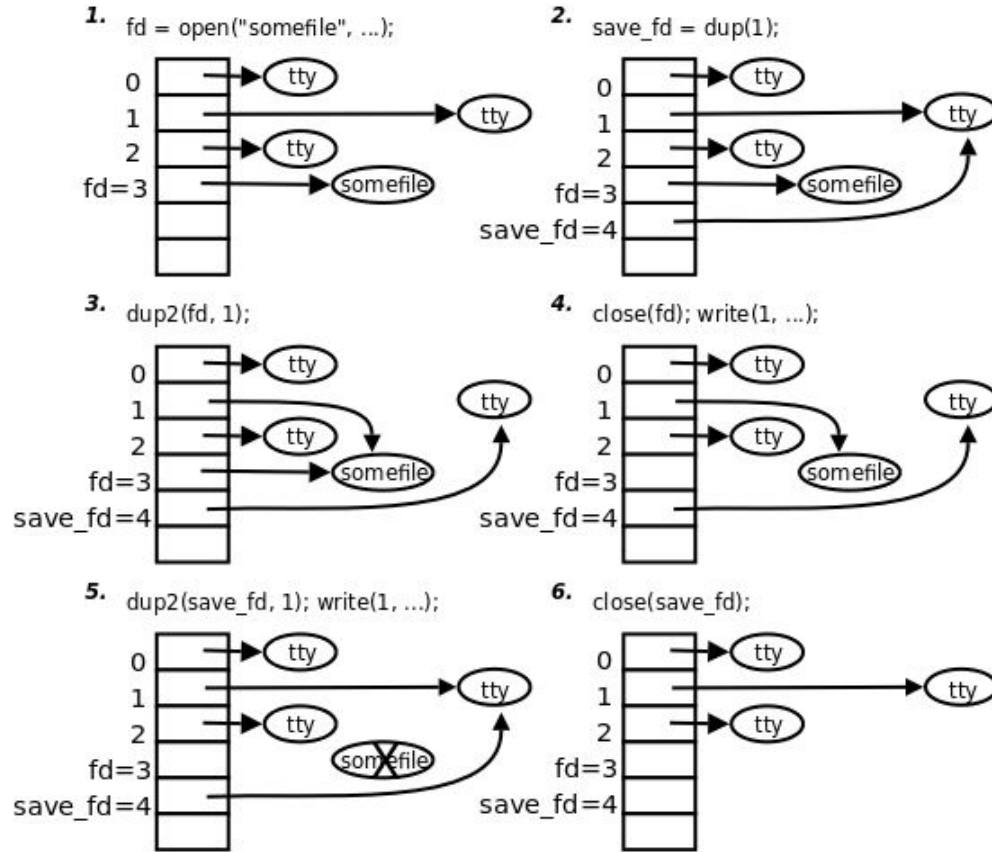 1. fd = open("somefile", ...);
0 tty
1 tty
2 tty
fd=3 somefile
2. save_fd = dup(1);
0 tty
1 tty
2 tty
fd=3 somefile
save_fd=4
3. dup2(fd, 1);
0 tty
1 tty
2 tty
fd=3 somefile
save_fd=4
4. close(fd); write(1, ...);
0 tty
1 tty
2 tty
fd=3 somefile
save_fd=4
5. dup2(save_fd, 1); write(1, ...);
0 tty
1 tty
2 tty
fd=3 somefile
save_fd=4
6. close(save_fd);
0 tty
1 tty
2 tty
fd=3
save_fd=4